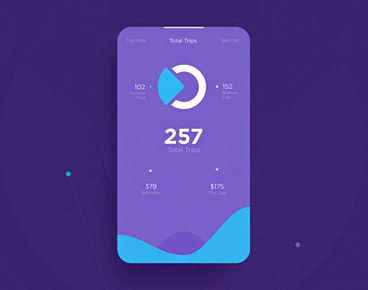 Total Miles Total Trips Total Cost
102
Personal
Trips
152
Business
Trips
257
Total Trips
379
Total Miles
$175
Total Cost